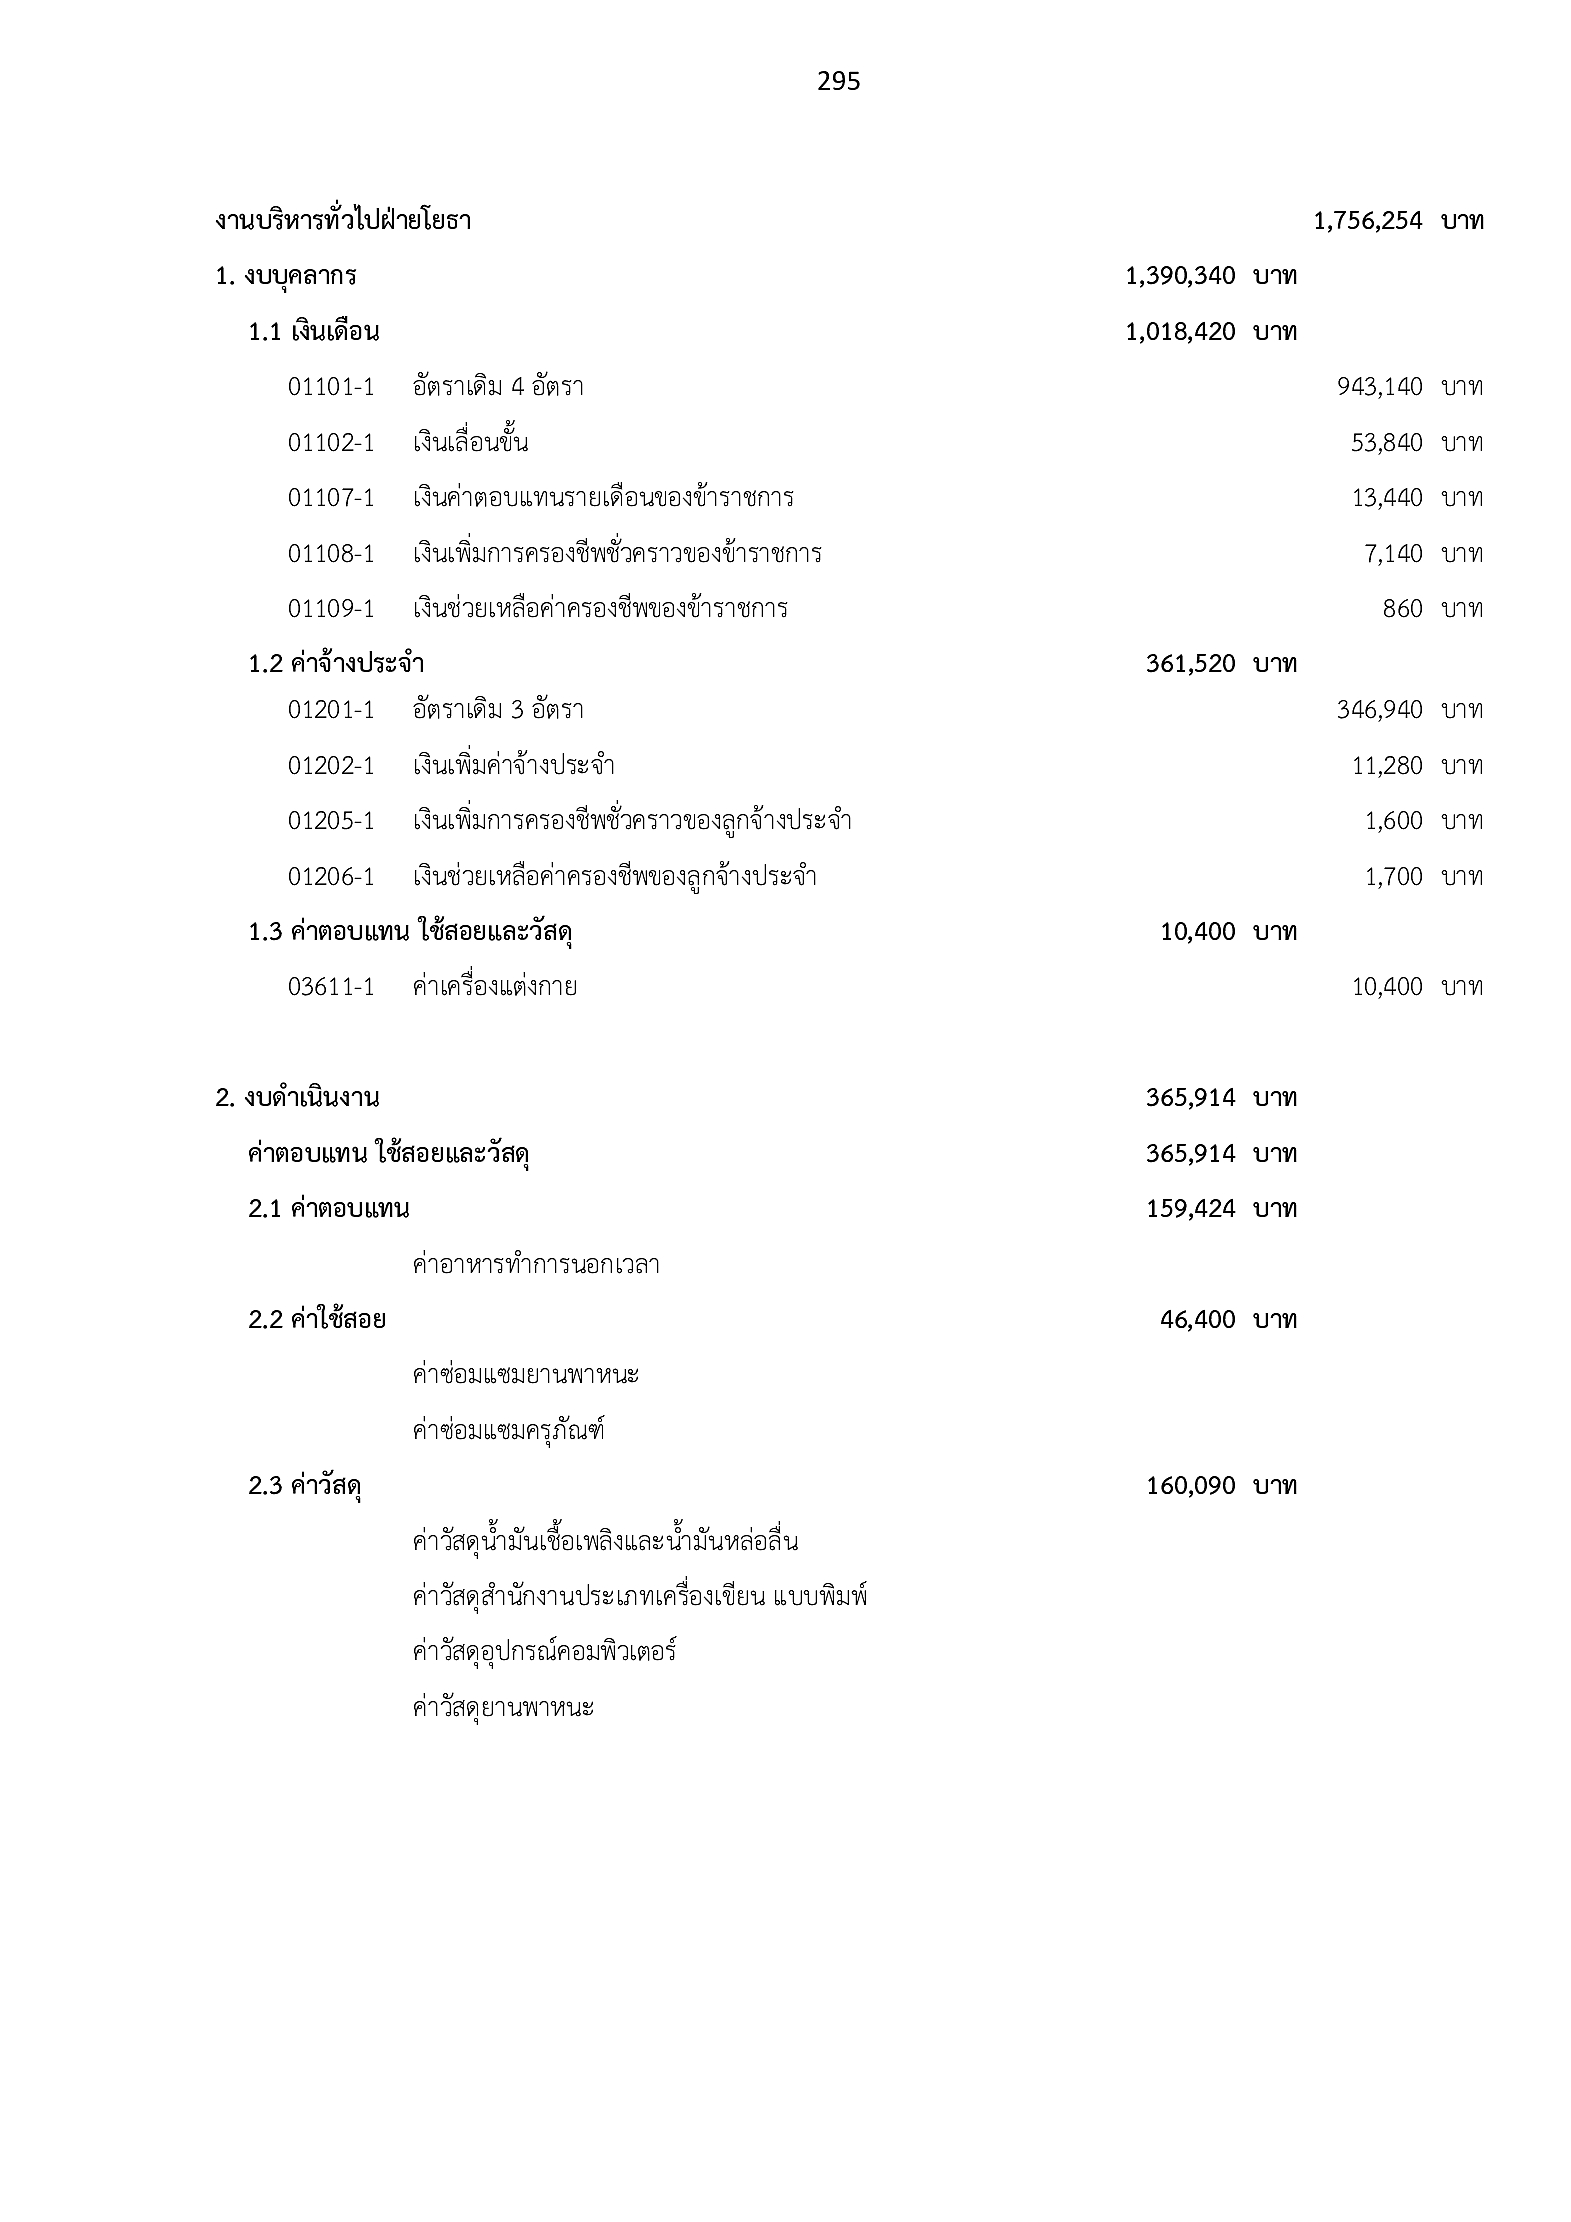 295
งานบริหารทั่วไปฝ่ายโยธา 1,756,254 บาท
1. งบบุคลากร 1,390,340 บาท
1.1 เงินเดือน 1,018,420 บาท
01101-1 อัตราเดิม 4 อัตรา 943,140 บาท
01102-1 เงินเลื่อนขั้น 53,840 บาท
01107-1 เงินค่าตอบแทนรายเดือนของข้าราชการ 13,440 บาท
01108-1 เงินเพิ่มการครองชีพชั่วคราวของข้าราชการ 7,140 บาท
01109-1 เงินช่วยเหลือค่าครองชีพของข้าราชการ 860 บาท
1.2 ค่าจ้างประจำ 361,520 บาท
01201-1 อัตราเดิม 3 อัตรา 346,940 บาท
01202-1 เงินเพิ่มค่าจ้างประจำ 11,280 บาท
01205-1 เงินเพิ่มการครองชีพชั่วคราวของลูกจ้างประจำ 1,600 บาท
01206-1 เงินช่วยเหลือค่าครองชีพของลูกจ้างประจำ 1,700 บาท
1.3 ค่าตอบแทน ใช้สอยและวัสดุ 10,400 บาท
03611-1 ค่าเครื่องแต่งกาย 10,400 บาท
2. งบดำเนินงาน 365,914 บาท
ค่าตอบแทน ใช้สอยและวัสดุ 365,914 บาท
2.1 ค่าตอบแทน 159,424 บาท
ค่าอาหารทำการนอกเวลา
2.2 ค่าใช้สอย 46,400 บาท
ค่าซ่อมแซมยานพาหนะ
ค่าซ่อมแซมครุภัณฑ์
2.3 ค่าวัสดุ 160,090 บาท
ค่าวัสดุน้ำมันเชื้อเพลิงและน้ำมันหล่อลื่น
ค่าวัสดุสำนักงานประเภทเครื่องเขียน แบบพิมพ์
ค่าวัสดุอุปกรณ์คอมพิวเตอร์
ค่าวัสดุยานพาหนะ